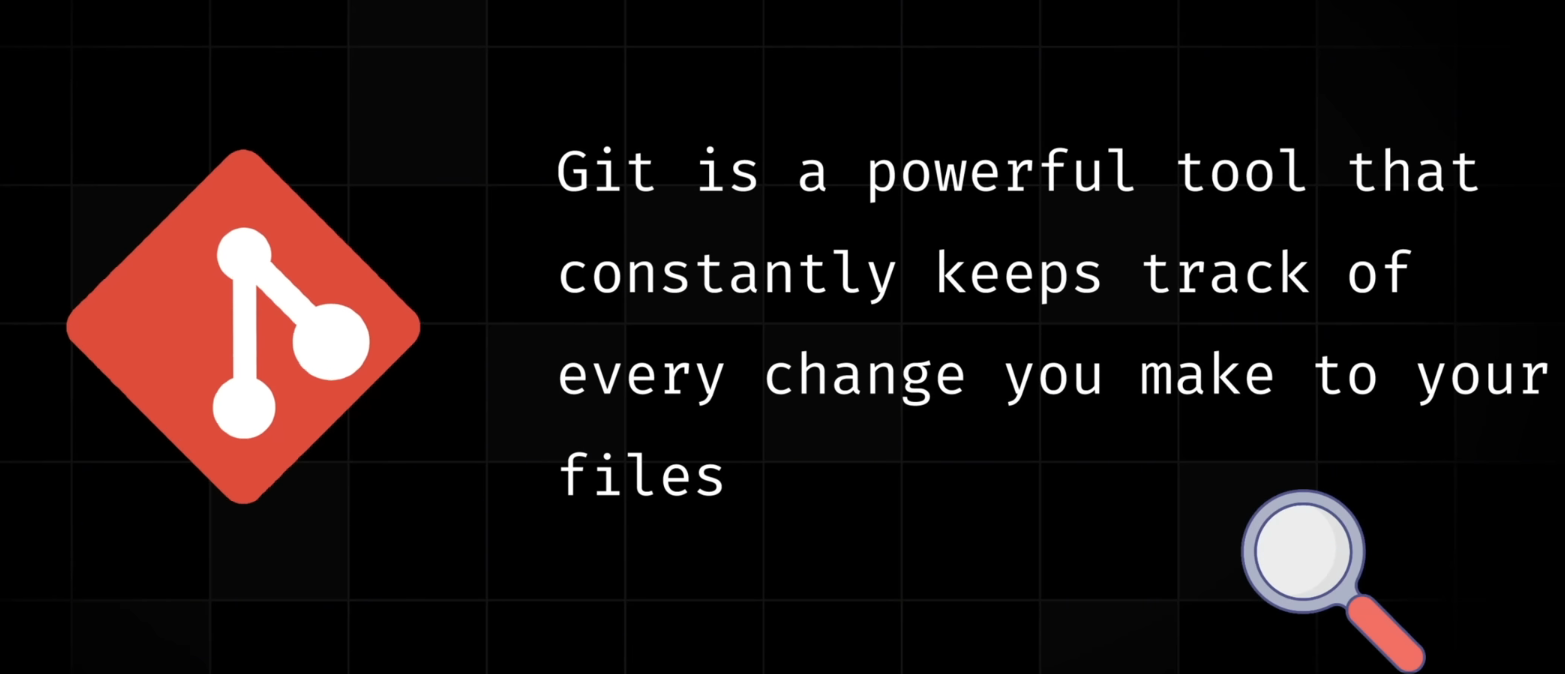 Git is a powerful tool that
constantly keeps track of
every change you make to your
files